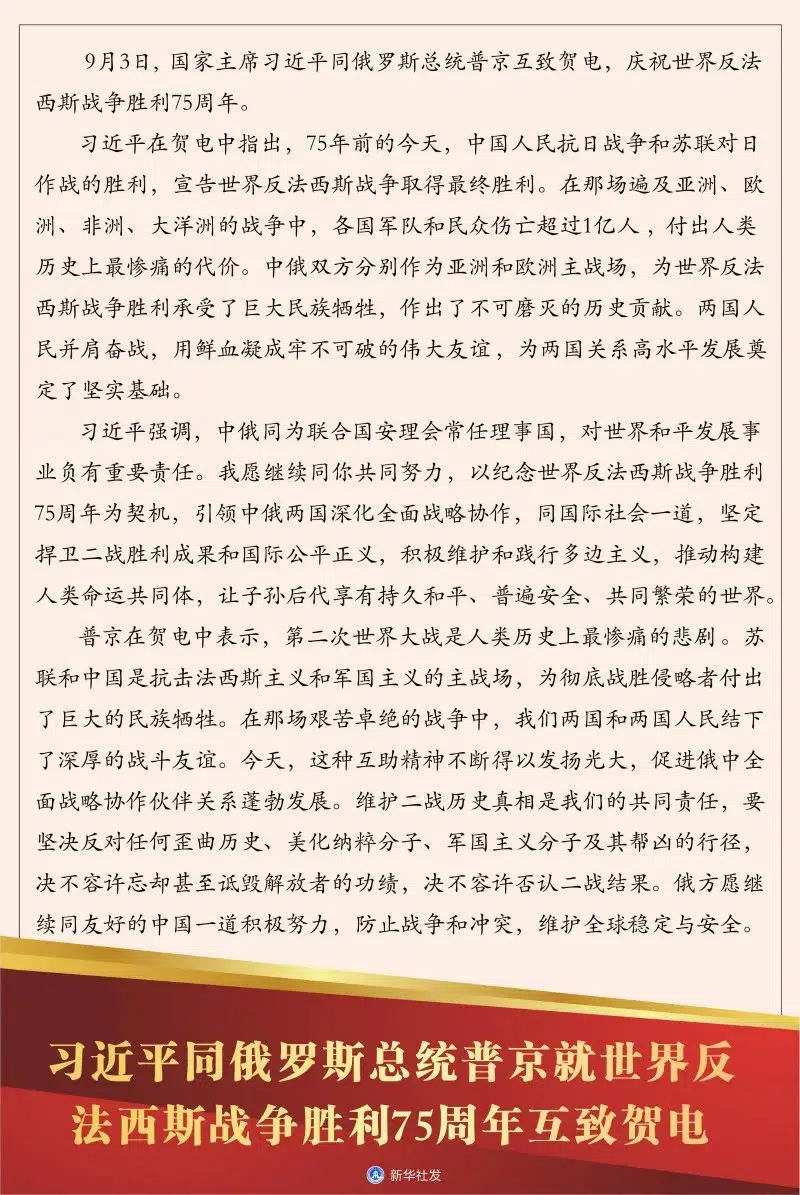 9月3日，国家主席习近平同俄罗斯总统普京互致贺电，庆祝世界反法
西斯战争胜利75周年。
习近平在贺电中指出，75年前的今天，中国人民抗日战争和苏联对日
作战的胜利，宣告世界反法西斯战争取得最终胜利。在那场遍及亚洲、欧
洲、非洲、大洋洲的战争中，各国军队和民众伤亡超过1亿人，付出人类
历史上最惨痛的代价。中俄双方分别作为亚洲和欧洲主战场，为世界反法
西斯战争胜利承受了巨大民族牺牲，作出了不可磨灭的历史贡献。两国人
民并肩奋战，用鲜血凝成牢不可破的伟大友谊，为两国关系高水平发展奠
定了坚实基础。
习近平强调，中俄同为联合国安理会常任理事国，对世界和平发展事
业负有重要责任。我愿继续同你共同努力，以纪念世界反法西斯战争胜利
75周年为契机，引领中俄两国深化全面战略协作，同国际社会一道，坚定
捍卫二战胜利成果和国际公平正义，积极维护和践行多边主义，推动构建
人类命运共同体，让子孙后代享有持久和平、普遍安全、共同繁荣的世界。
普京在贺电中表示，第二次世界大战是人类历史上最惨痛的悲剧。苏
联和中国是抗击法西斯主义和军国主义的主战场，为彻底战胜侵略者付出
了巨大的民族牺牲。在那场艰苦卓绝的战争中，我们两国和两国人民结下
了深厚的战斗友谊。今天，这种互助精神不断得以发扬光大，促进俄中全
面战略协作伙伴关系蓬勃发展。维护二战历史真相是我们的共同责任，要
坚决反对任何歪曲历史、美化纳粹分子、军国主义分子及其帮凶的行径，
决不容许忘却甚至诋毁解放者的功绩，决不容许否认二战结果。俄方愿继
续同友好的中国一道积极努力，防止战争和冲突，维护全球稳定与安全。
习近平同俄罗斯总统普京就世界反
法西斯战争胜利75周年互致贺电
新华社发